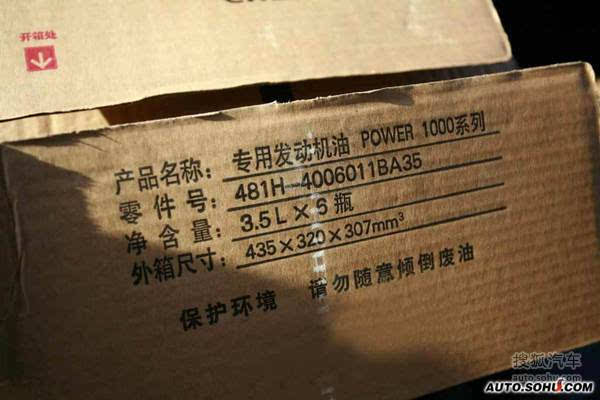 开箱处
产品名称: 专用发动机油 POWER 1000系列
零件号: 481H-4006011BA35
净含量: 3.5L×6瓶
外箱尺寸: 435×320×307mm³
保护环境 请勿随意倾倒废油
搜狐汽车
auto.sohu.com
AUTO.SOHU.COM